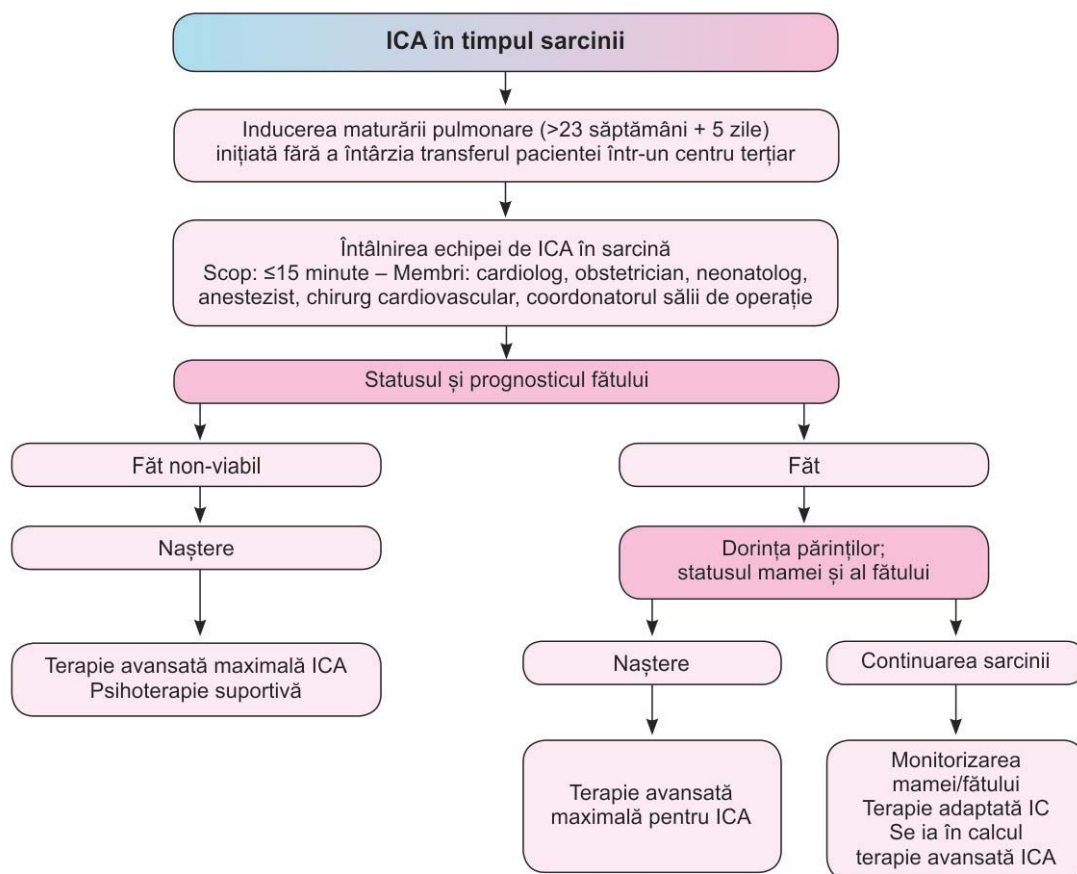 ICA în timpul sarcinii
Inducerea maturării pulmonare (>23 săptămâni + 5 zile)
inițiată fără a întârzia transferul pacientei într-un centru terțiar
Întâlnirea echipei de ICA în sarcină
Scop: ≤15 minute – Membri: cardiolog, obstetrician, neonatolog,
anestezist, chirurg cardiovascular, coordonatorul sălii de operație
Statusul și prognosticul fătului
Făt non-viabil
Făt
Naștere
Dorința părinților;
statusul mamei și al fătului
Terapie avansată maximală ICA
Psihoterapie suportivă
Naștere
Continuarea sarcinii
Terapie avansată
maximală pentru ICA
Monitorizarea
mamei/fătului
Terapie adaptată IC
Se ia în calcul
terapie avansată ICA